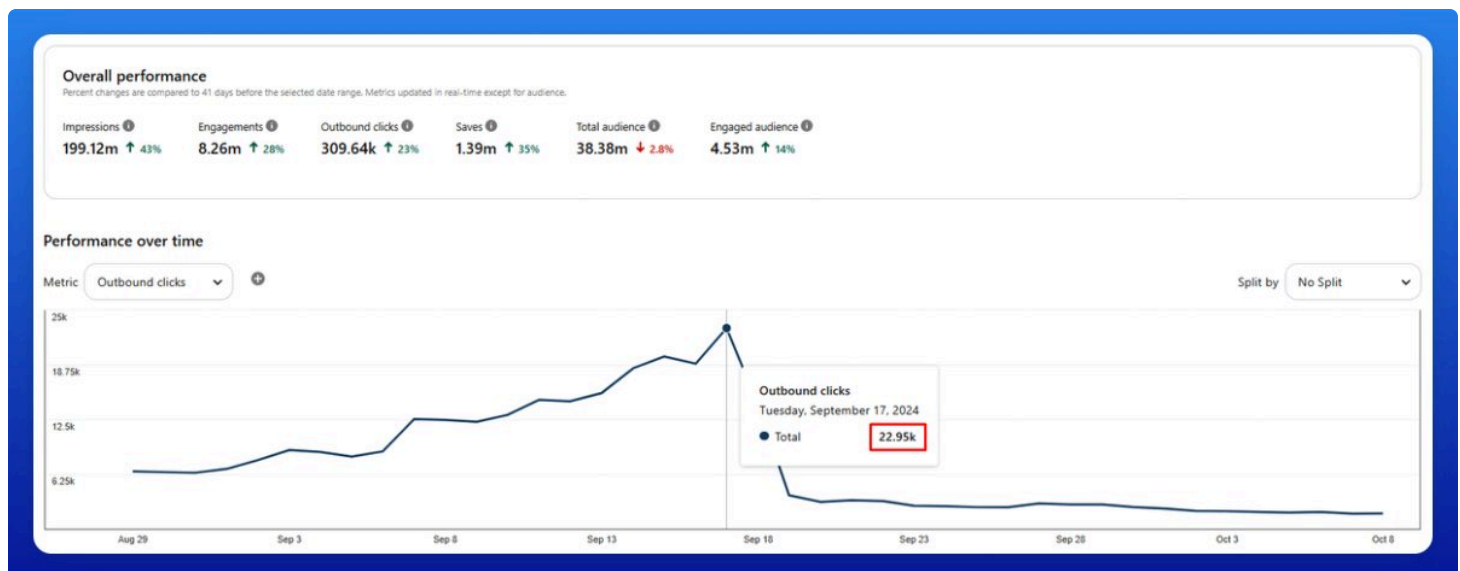 Overall performance
Percent changes are compared to 41 days before the selected date range. Metrics updated in real-time except for audience.
Impressions Engagements Outbound clicks Saves Total audience Engaged audience
199.12m ↑ 43% 8.26m ↑ 28% 309.64k ↑ 23% 1.39m ↑ 35% 38.38m ↓ 2.8% 4.53m ↑ 14%
Performance over time
Metric Outbound clicks Split by No Split
25k
18.75k
Outbound clicks
Tuesday, September 17, 2024
12.5k
Total 22.95k
6.25k
Aug 29 Sep 3 Sep 8 Sep 13 Sep 18 Sep 23 Sep 28 Oct 3 Oct 8